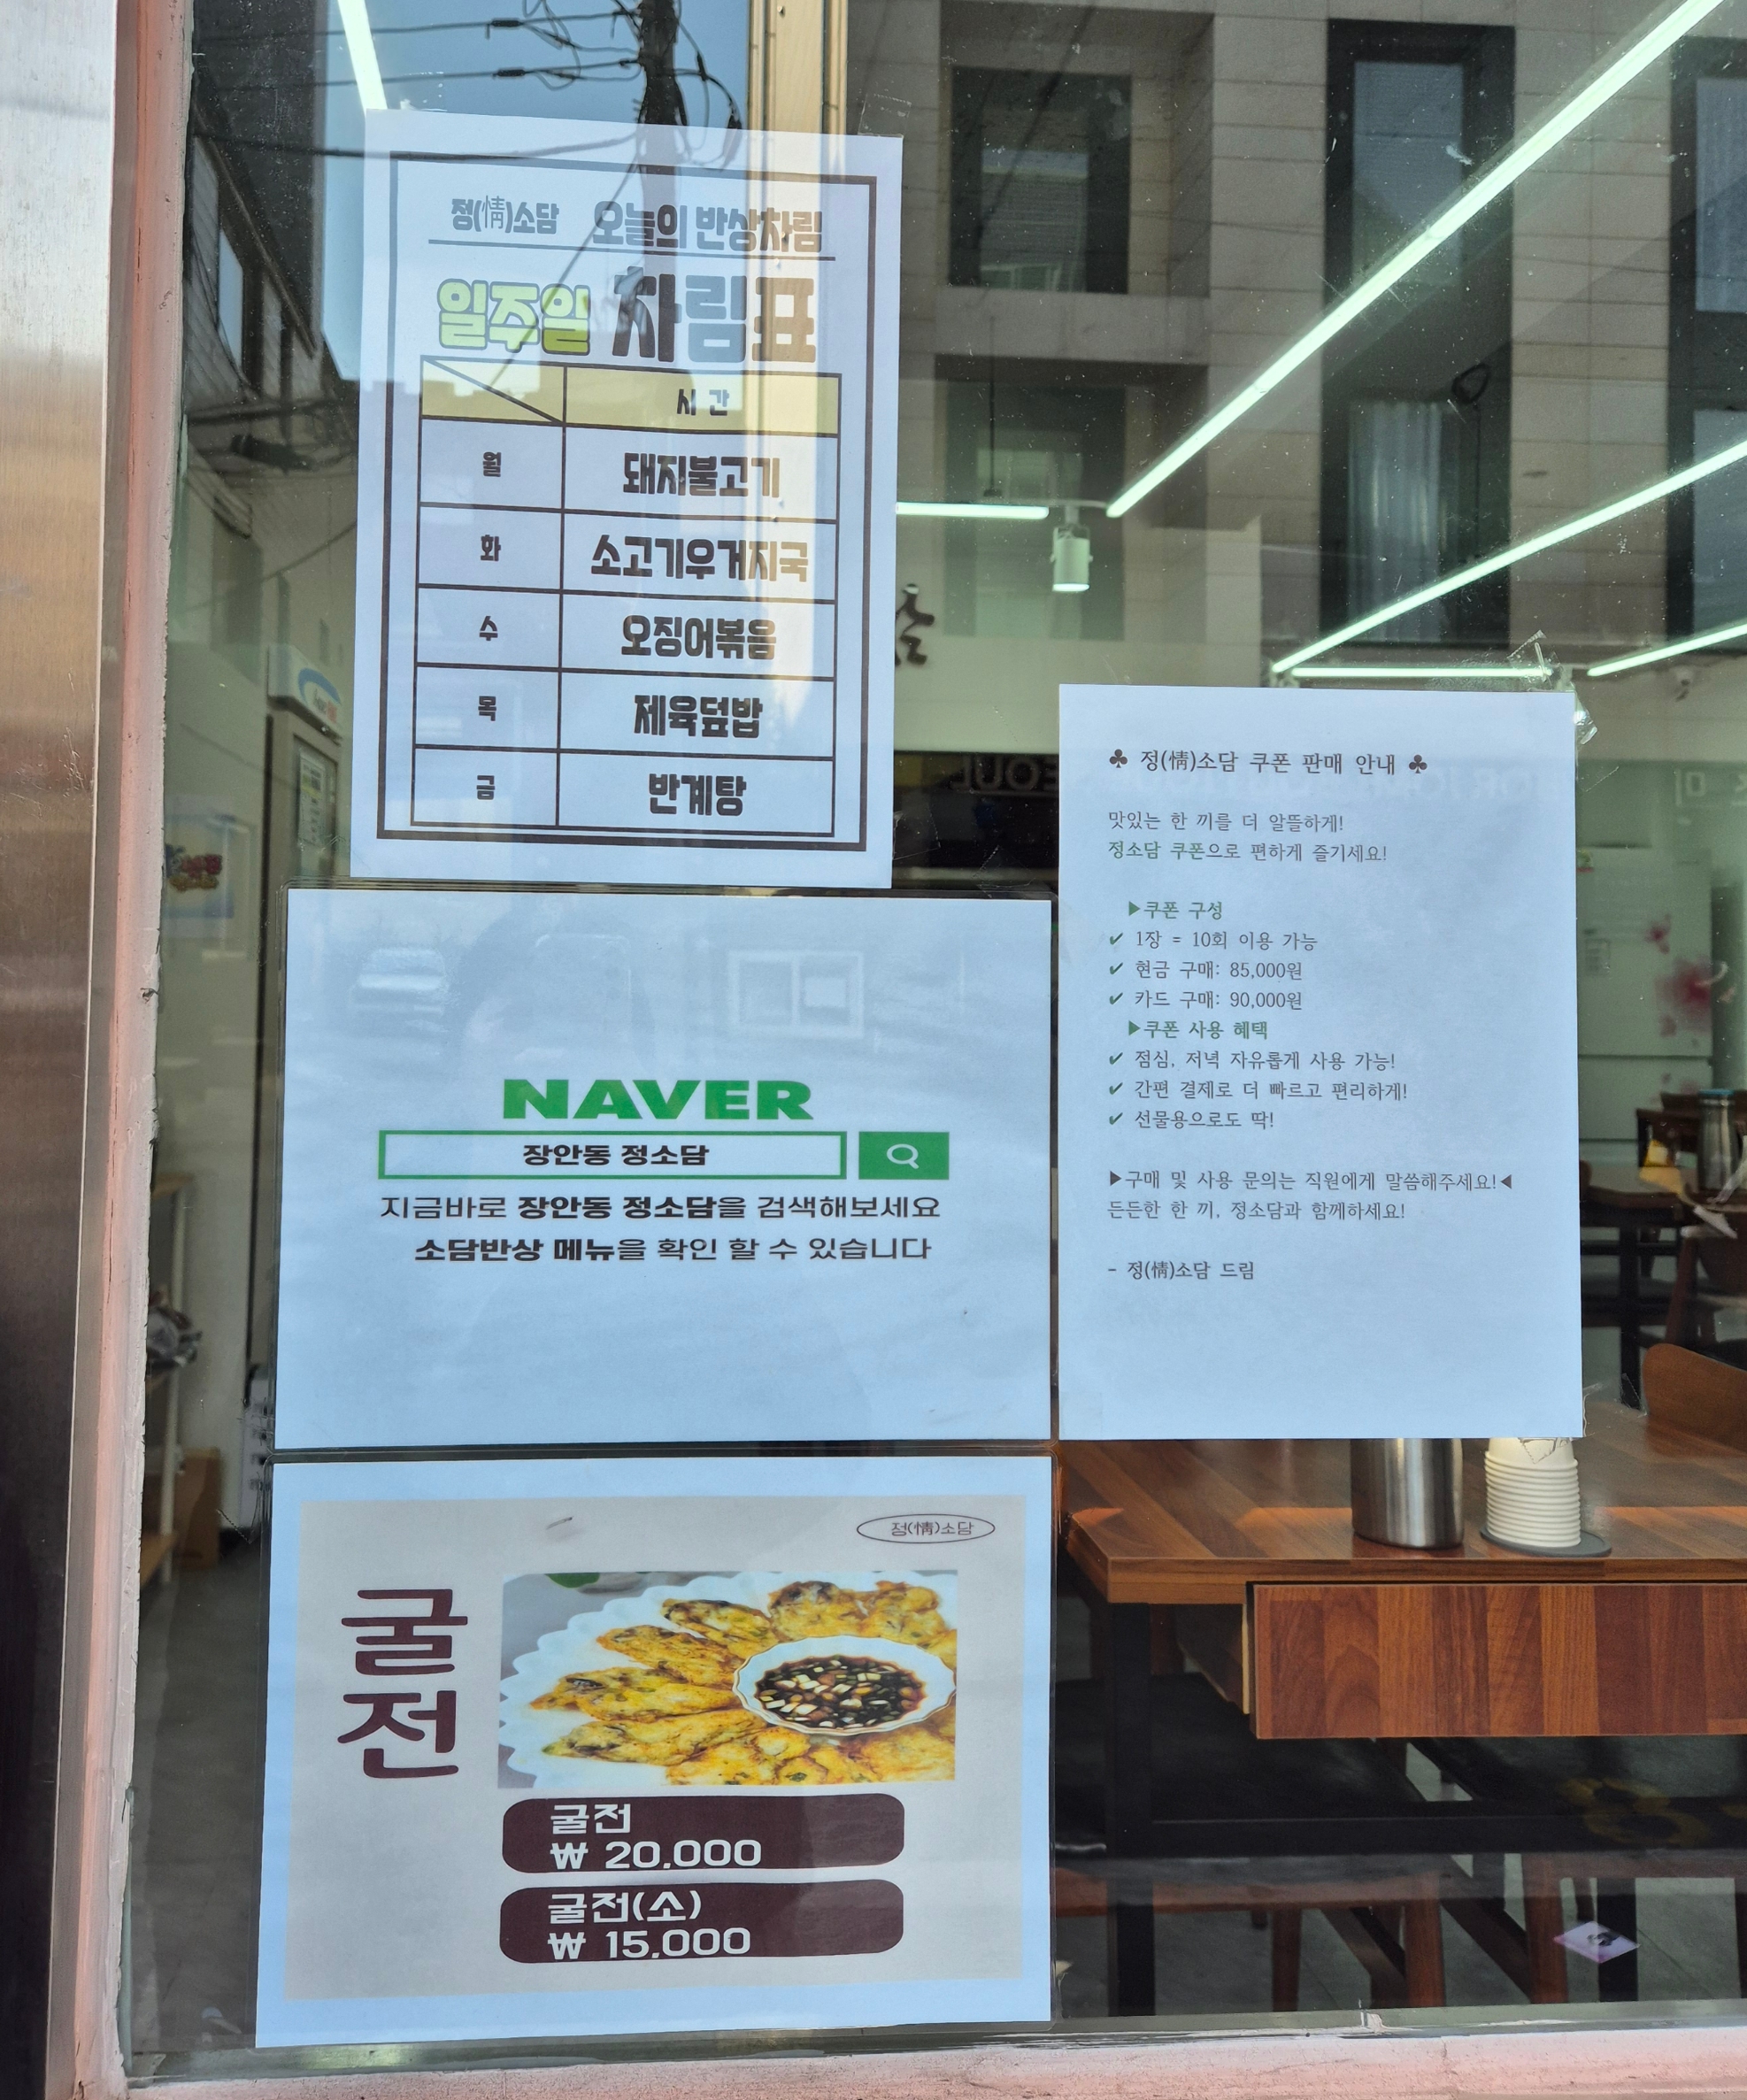 정(情)소담 오늘의 반상차림
일주일 차림표
시 간
월 돼지불고기
화 소고기우거지국
수 오징어볶음
목 제육덮밥
금 반계탕
NAVER
장안동 정소담
지금바로 장안동 정소담을 검색해보세요
소담반상 메뉴을 확인 할 수 있습니다
정(情)소담
굴
전
굴전
₩ 20,000
굴전(소)
₩ 15,000
♣ 정(情)소담 쿠폰 판매 안내 ♣
맛있는 한 끼를 더 알뜰하게!
정소담 쿠폰으로 편하게 즐기세요!
▶쿠폰 구성
✔ 1장 = 10회 이용 가능
✔ 현금 구매: 85,000원
✔ 카드 구매: 90,000원
▶쿠폰 사용 혜택
✔ 점심, 저녁 자유롭게 사용 가능!
✔ 간편 결제로 더 빠르고 편리하게!
✔ 선물용으로도 딱!
▶구매 및 사용 문의는 직원에게 말씀해주세요!◀
든든한 한 끼, 정소담과 함께하세요!
- 정(情)소담 드림